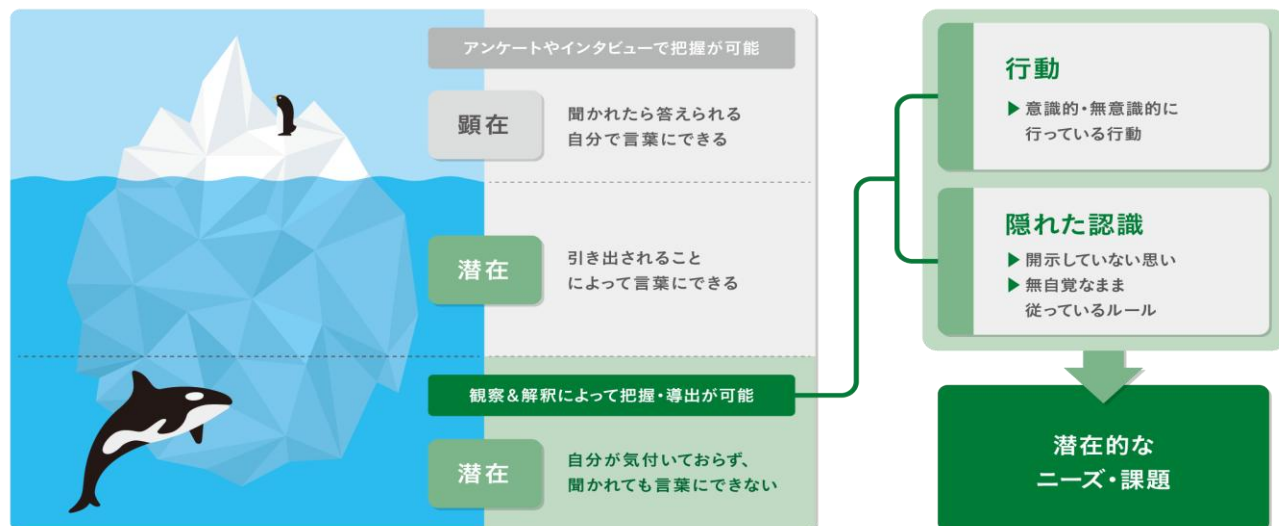 アンケートやインタビューで把握が可能
顕在
聞かれたら答えられる
自分で言葉にできる
潜在
引き出されること
によって言葉にできる
観察&解釈によって把握・導出が可能
潜在
自分が気付いておらず、
聞かれても言葉にできない
行動
▶ 意識的・無意識的に
行っている行動
隠れた認識
▶ 開示していない思い
▶ 無自覚なまま
従っているルール
潜在的な
ニーズ・課題